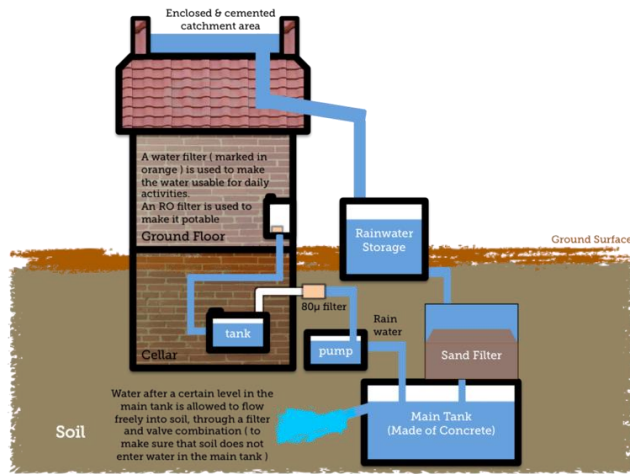 Enclosed & cemented
catchment area
A water filter ( marked in
orange ) is used to make
the water usable for daily
activities.
An RO filter is used to
make it potable
Ground Floor
Rainwater
Storage
Ground Surface
80μ filter
tank
Cellar
Rain
water
pump
Sand Filter
Water after a certain level in the
main tank is allowed to flow
freely into soil, through a filter
and valve combination ( to
make sure that soil does not
enter water in the main tank )
Main Tank
(Made of Concrete)
Soil